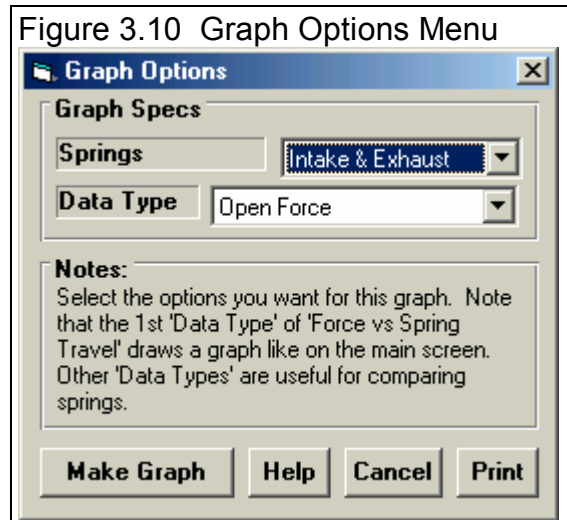 Figure 3.10 Graph Options Menu
Graph Options
Graph Specs
Springs
Intake & Exhaust
Data Type
Open Force
Notes:
Select the options you want for this graph. Note
that the 1st 'Data Type' of 'Force vs Spring
Travel' draws a graph like on the main screen.
Other 'Data Types' are useful for comparing
springs.
Make Graph
Help
Cancel
Print